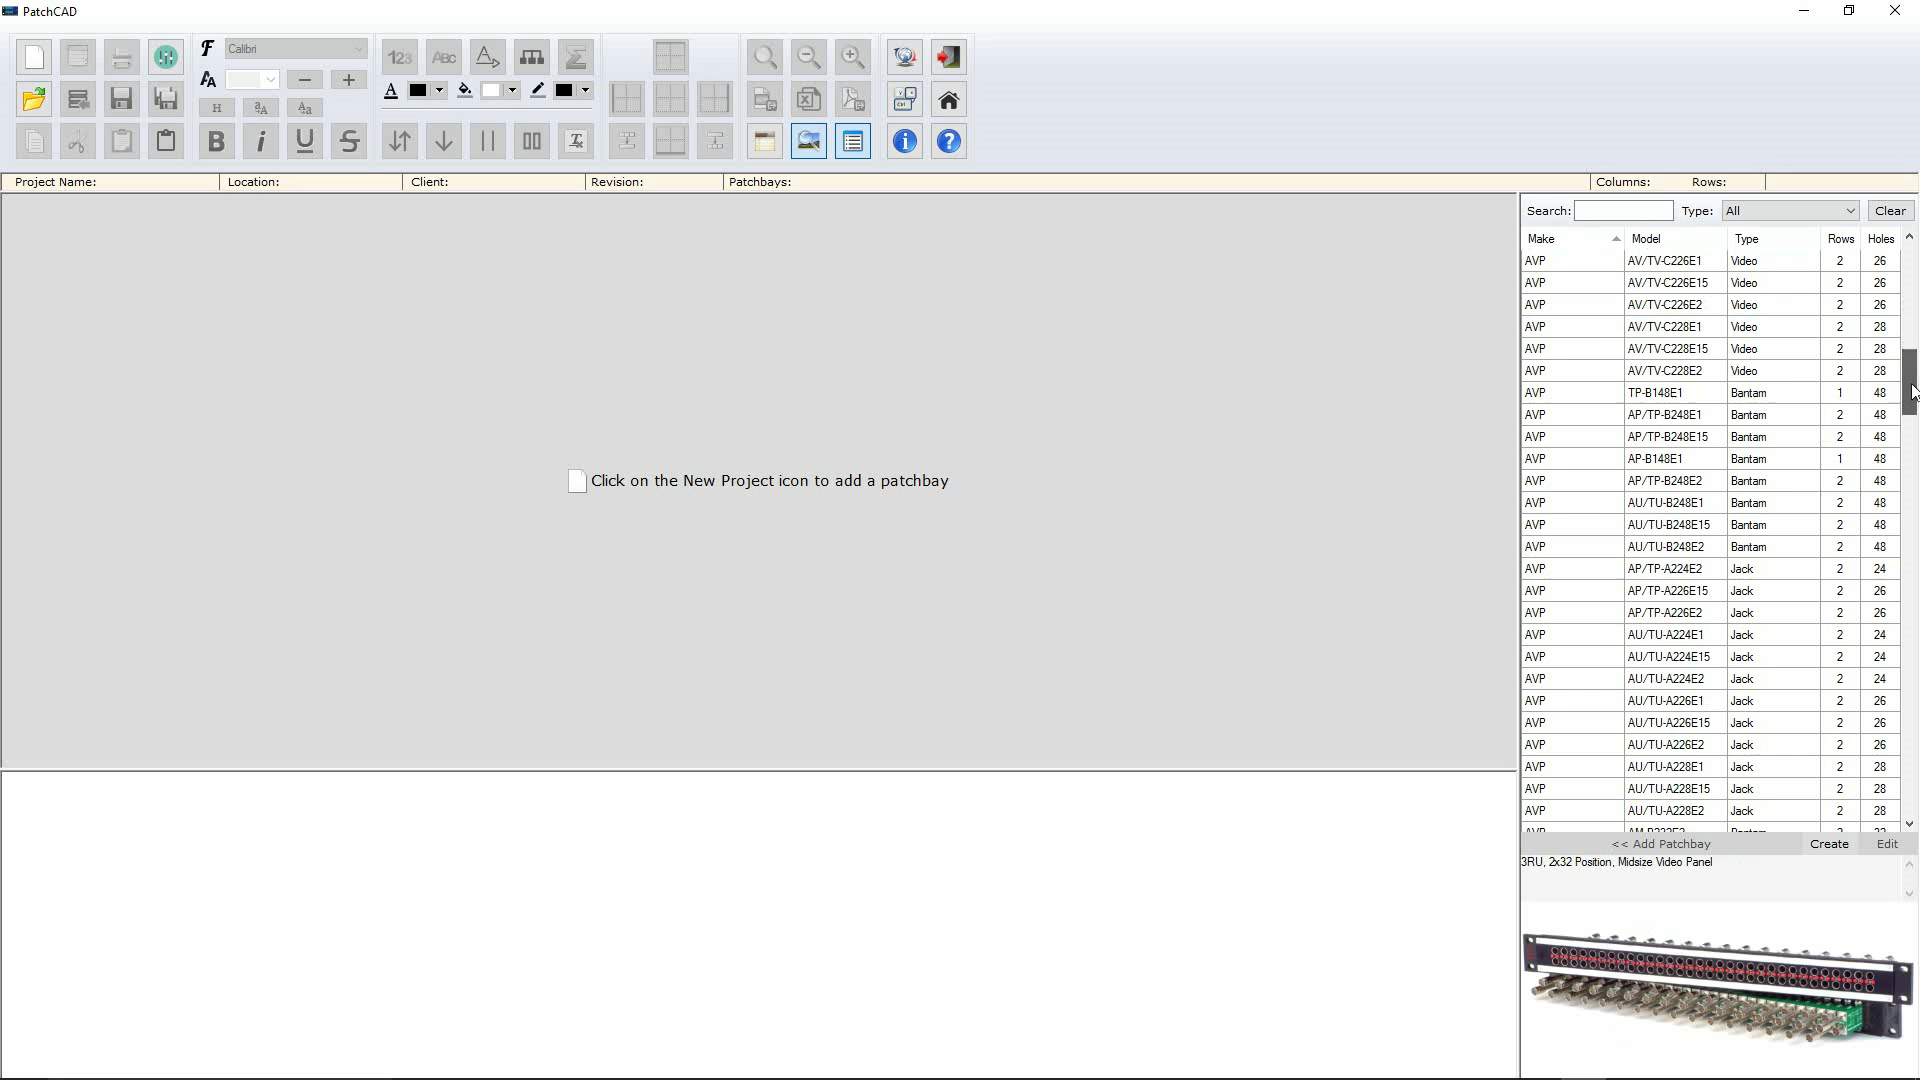 PatchCAD
Calibri
123 ABC A
A
H aA Aa
B i U S
Project Name: Location: Client: Revision: Patchbays: Columns: Rows:
Search: Type: All Clear
Make Model Type Rows Holes
AVP AV/TV-C226E1 Video 2 26
AVP AV/TV-C226E15 Video 2 26
AVP AV/TV-C226E2 Video 2 26
AVP AV/TV-C228E1 Video 2 28
AVP AV/TV-C228E15 Video 2 28
AVP AV/TV-C228E2 Video 2 28
AVP TP-B148E1 Bantam 1 48
AVP AP/TP-B248E1 Bantam 2 48
AVP AP/TP-B248E15 Bantam 2 48
AVP AP-B148E1 Bantam 1 48
AVP AP/TP-B248E2 Bantam 2 48
AVP AU/TU-B248E1 Bantam 2 48
AVP AU/TU-B248E15 Bantam 2 48
AVP AU/TU-B248E2 Bantam 2 48
AVP AP/TP-A224E2 Jack 2 24
AVP AP/TP-A226E15 Jack 2 26
AVP AP/TP-A226E2 Jack 2 26
AVP AU/TU-A224E1 Jack 2 24
AVP AU/TU-A224E15 Jack 2 24
AVP AU/TU-A224E2 Jack 2 24
AVP AU/TU-A226E1 Jack 2 26
AVP AU/TU-A226E15 Jack 2 26
AVP AU/TU-A226E2 Jack 2 26
AVP AU/TU-A228E1 Jack 2 28
AVP AU/TU-A228E15 Jack 2 28
AVP AU/TU-A228E2 Jack 2 28
Click on the New Project icon to add a patchbay
<< Add Patchbay Create Edit
3RU, 2x32 Position, Midsize Video Panel